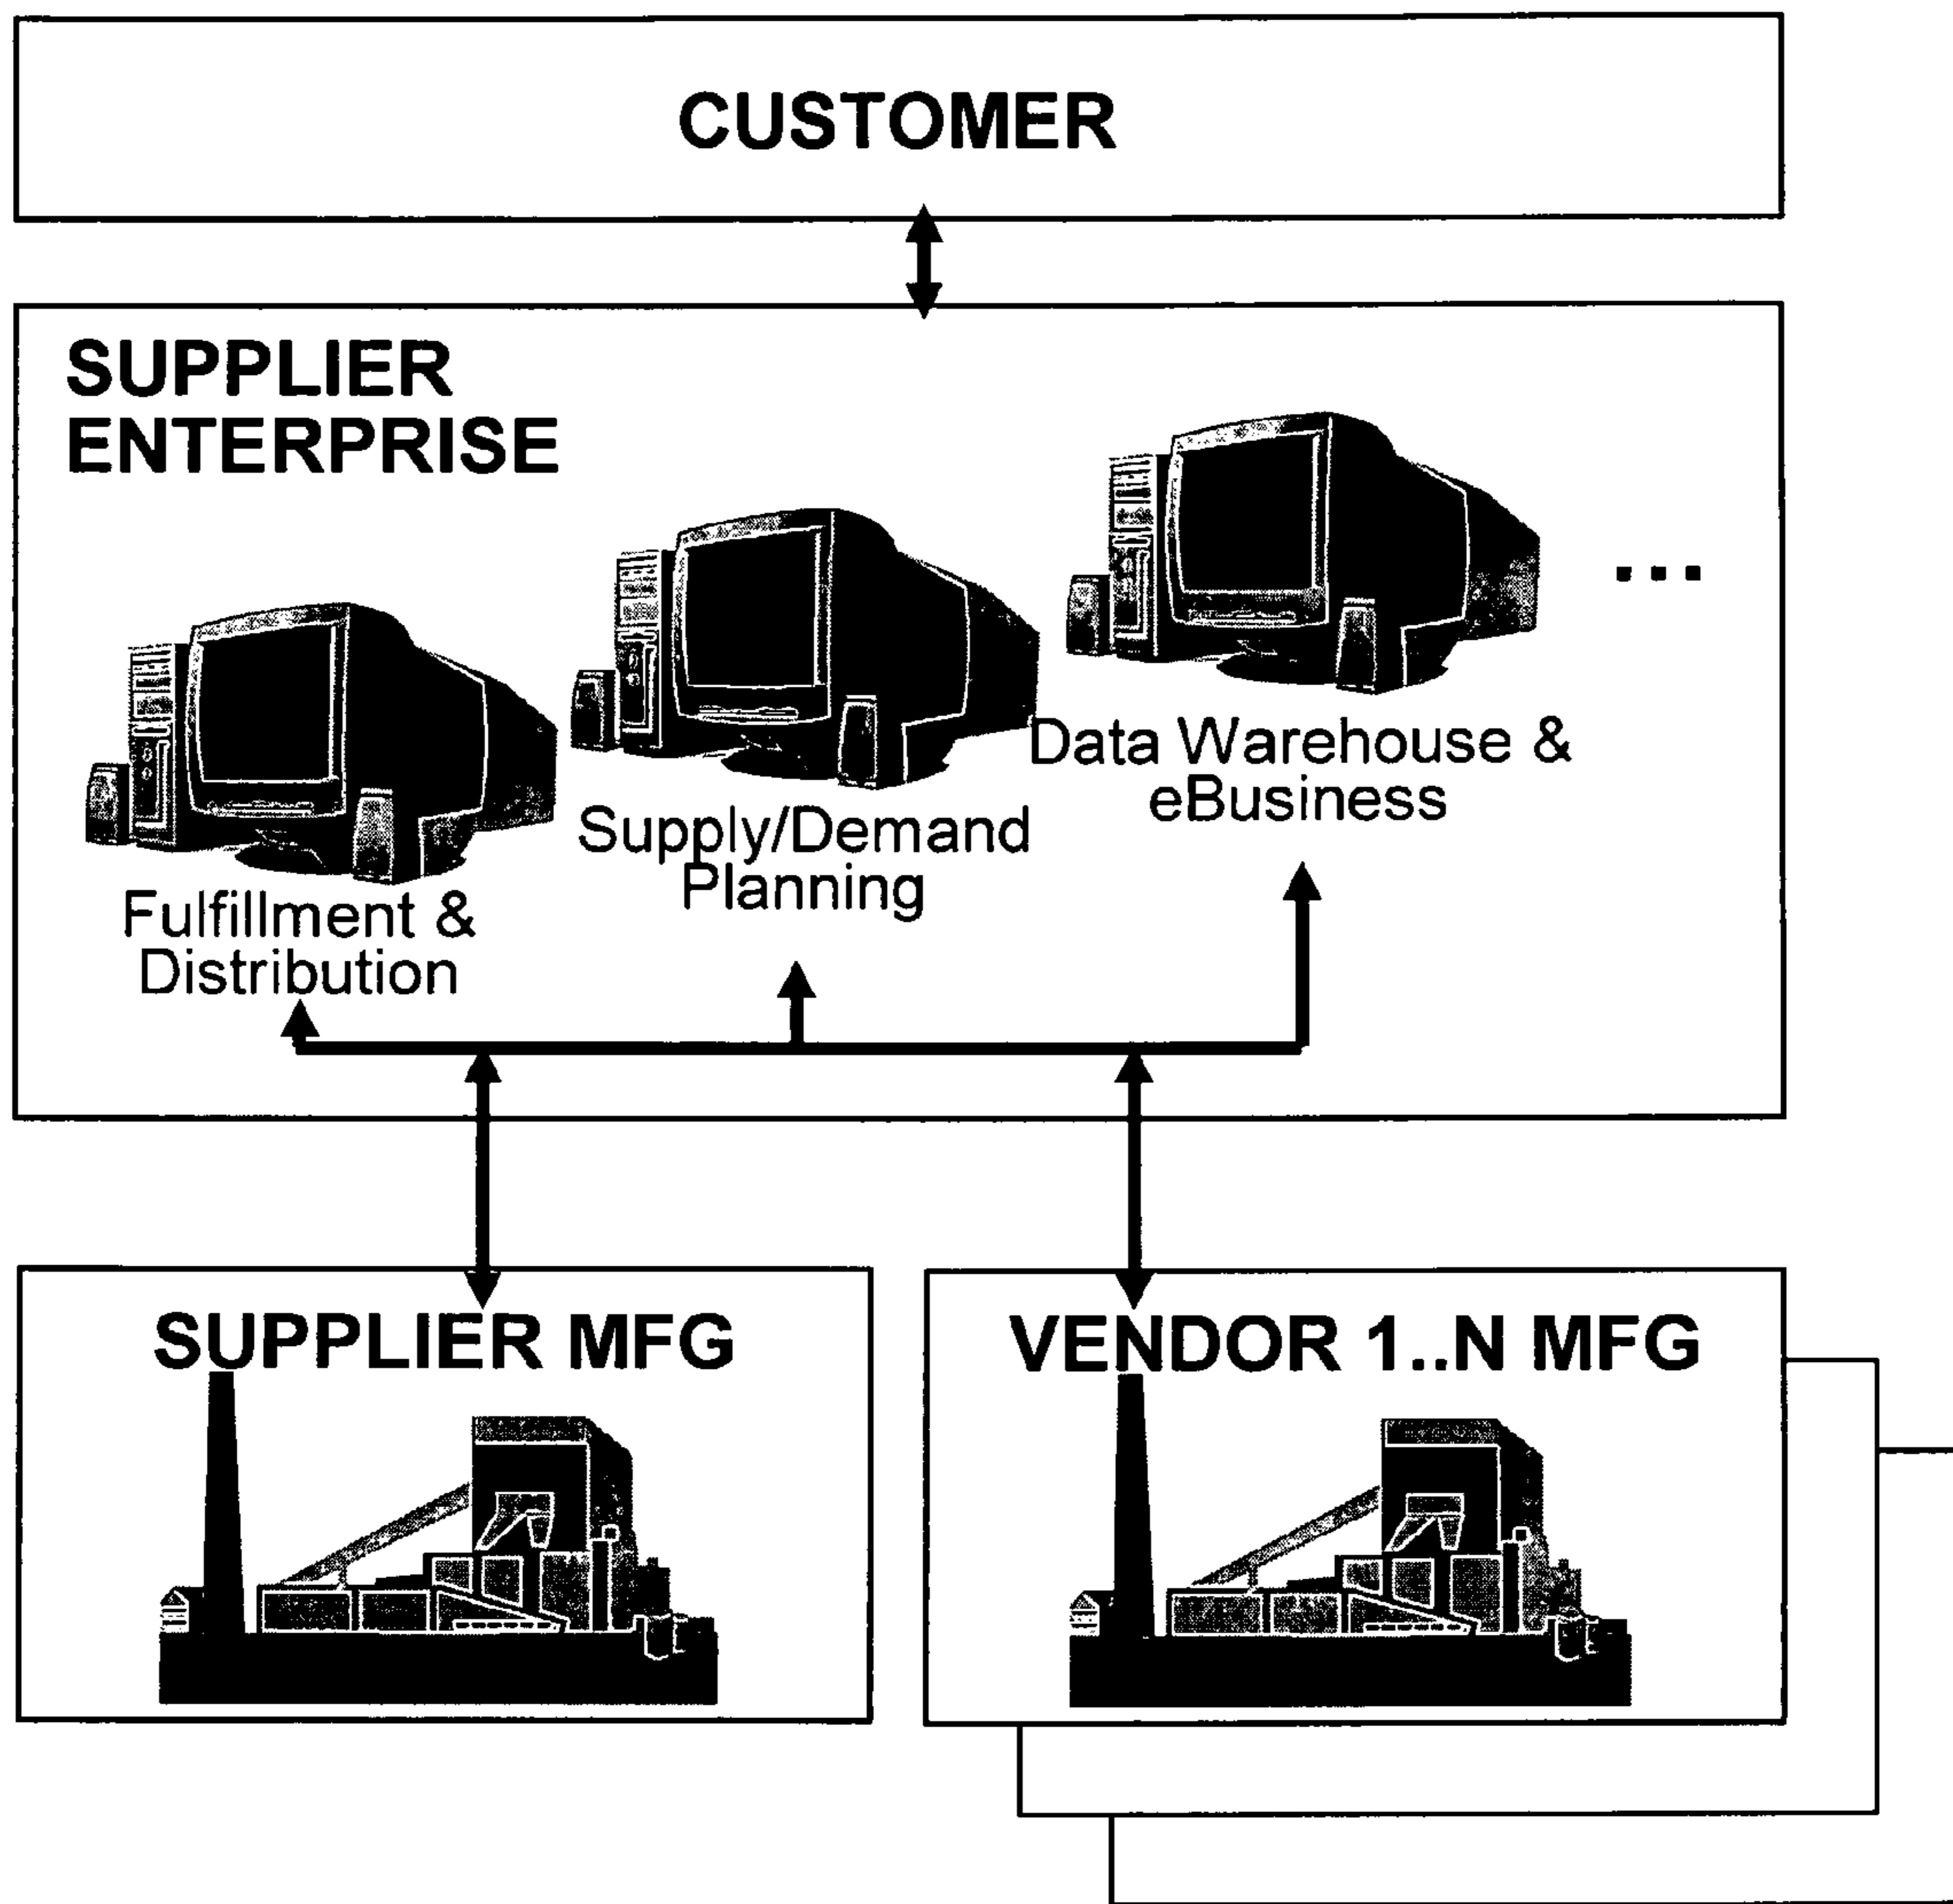 CUSTOMER
SUPPLIER
ENTERPRISE
...
Data Warehouse &
eBusiness
Supply/Demand
Planning
Fulfillment &
Distribution
SUPPLIER MFG
VENDOR 1..N MFG